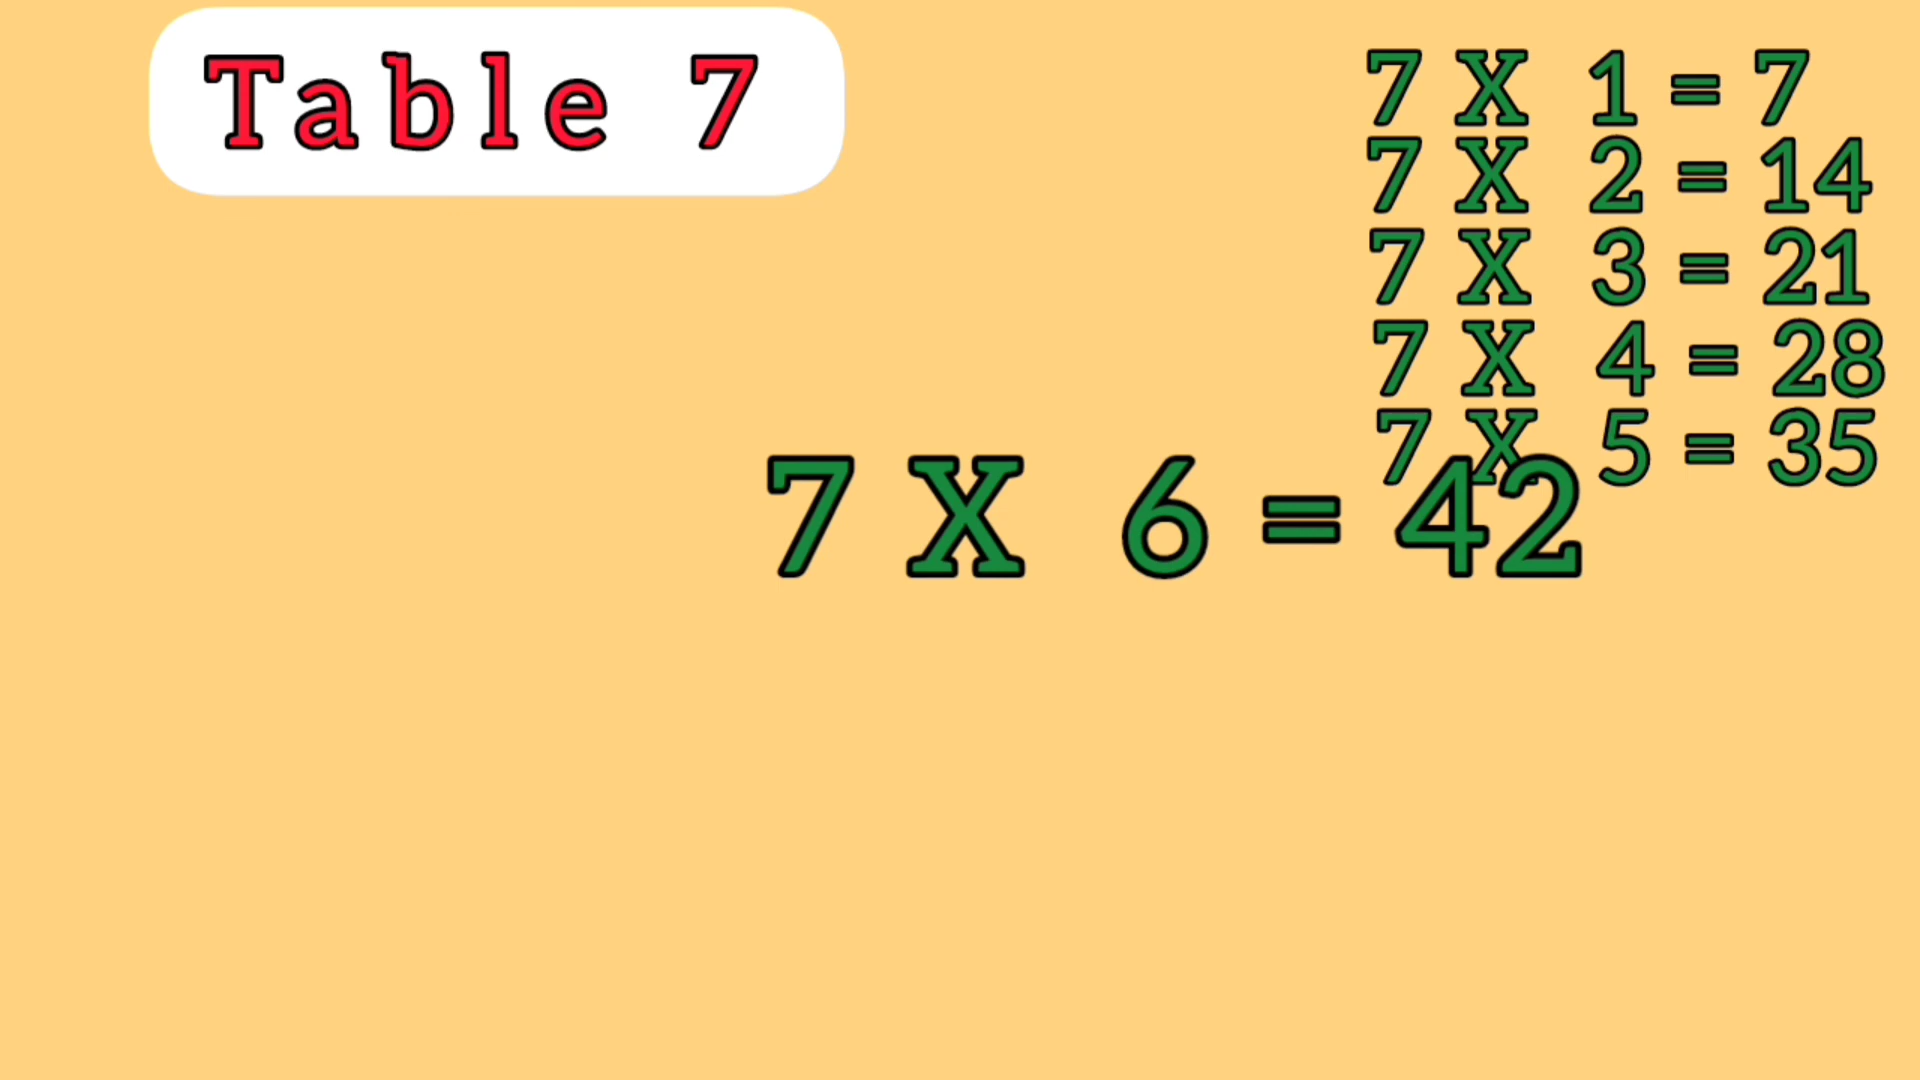 Table 7
7 X 1 = 7
7 X 2 = 14
7 X 3 = 21
7 X 4 = 28
7 X 5 = 35
7 X 6 = 42